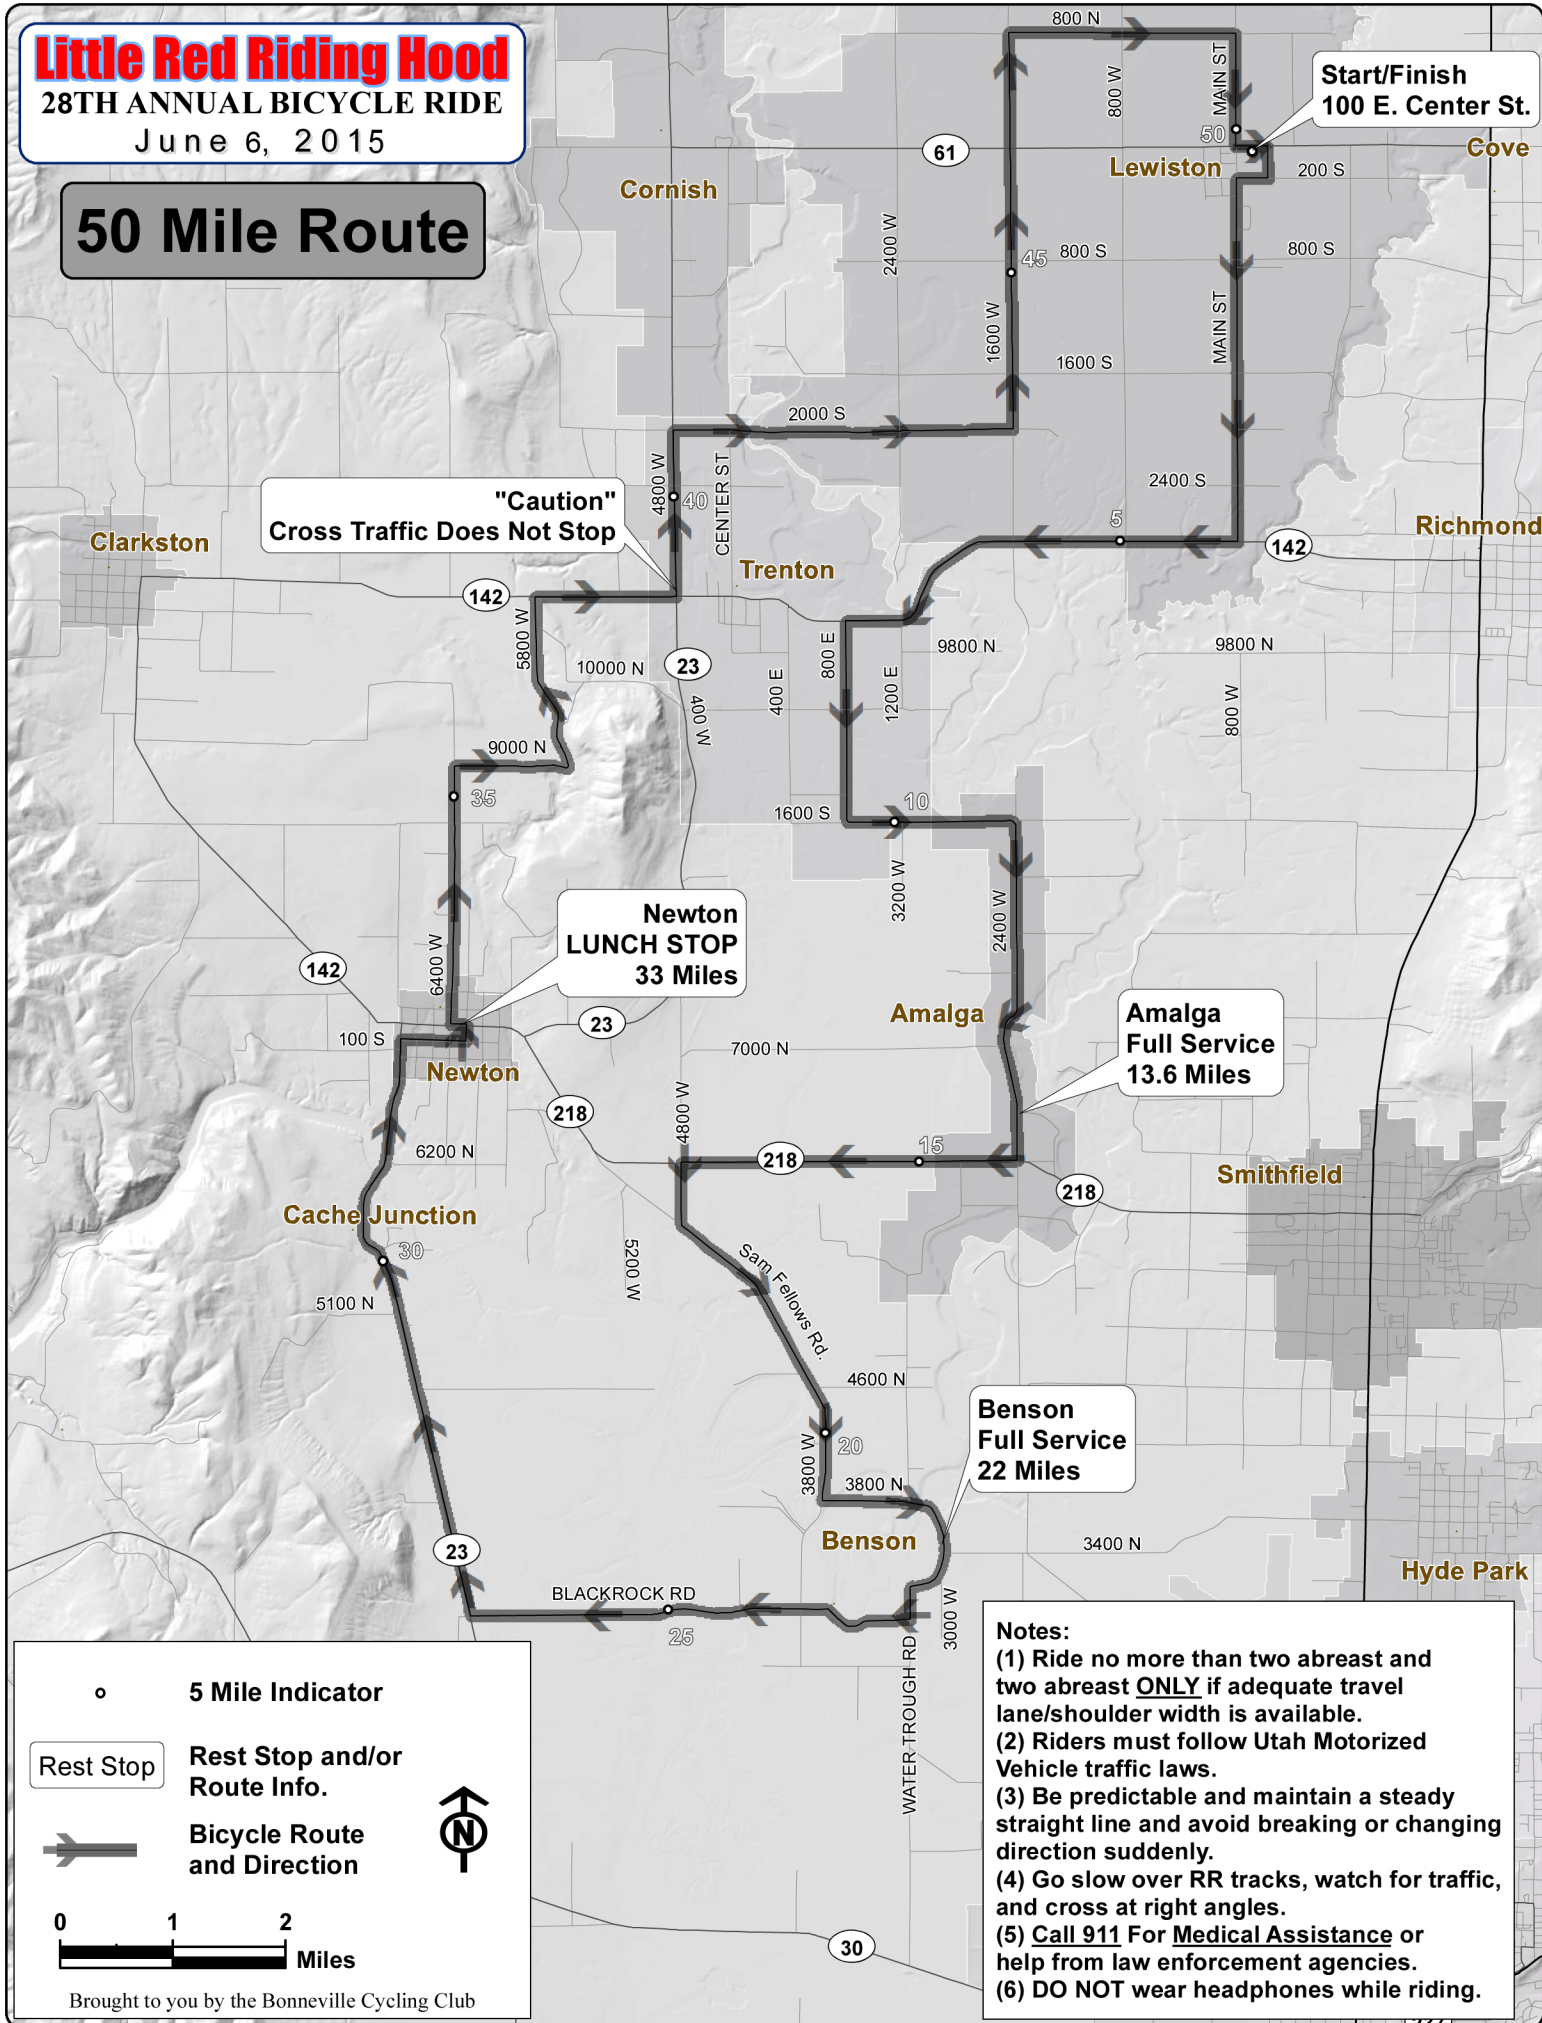 Little Red Riding Hood
28TH ANNUAL BICYCLE RIDE
June 6, 2015
50 Mile Route
800 N
MAIN ST
800 W
Start/Finish
100 E. Center St.
50
61
Lewiston
Cove
200 S
Cornish
2400 W
45
800 S
800 S
1600 W
MAIN ST
1600 S
2000 S
4800 W
40
CENTER ST
2400 S
"Caution"
Cross Traffic Does Not Stop
5
142
Richmond
Clarkston
Trenton
142
5800 W
10000 N
23
800 E
9800 N
9800 N
400 E
1200 E
400 W
800 W
9000 N
35
1600 S
10
3200 W
2400 W
Newton
LUNCH STOP
33 Miles
6400 W
142
23
100 S
Newton
Amalga
7000 N
Amalga
Full Service
13.6 Miles
218
4800 W
6200 N
218
15
218
Smithfield
Cache Junction
30
5200 W
Sam Fellows Rd.
5100 N
4600 N
Benson
Full Service
22 Miles
20
3800 W
3800 N
Benson
3400 N
Hyde Park
23
BLACKROCK RD
25
3000 W
WATER TROUGH RD
5 Mile Indicator
Rest Stop
Rest Stop and/or
Route Info.
Bicycle Route
and Direction
N
0 1 2
Miles
Brought to you by the Bonneville Cycling Club
30
Notes:
(1) Ride no more than two abreast and
two abreast ONLY if adequate travel
lane/shoulder width is available.
(2) Riders must follow Utah Motorized
Vehicle traffic laws.
(3) Be predictable and maintain a steady
straight line and avoid breaking or changing
direction suddenly.
(4) Go slow over RR tracks, watch for traffic,
and cross at right angles.
(5) Call 911 For Medical Assistance or
help from law enforcement agencies.
(6) DO NOT wear headphones while riding.